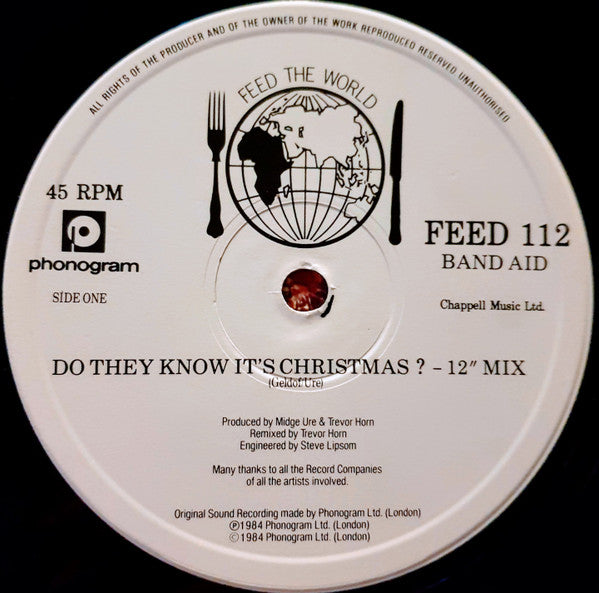 ALL RIGHTS OF THE PRODUCER AND OF THE OWNER OF THE WORK REPRODUCED RESERVED UNAUTHORISED
FEED THE WORLD
45 RPM
phonogram
SIDE ONE
FEED 112
BAND AID
Chappell Music Ltd.
DO THEY KNOW IT'S CHRISTMAS ? – 12" MIX
(Geldof/Ure)
Produced by Midge Ure & Trevor Horn
Remixed by Trevor Horn
Engineered by Steve Lipsom
Many thanks to all the Record Companies
of all the artists involved.
Original Sound Recording made by Phonogram Ltd. (London)
℗1984 Phonogram Ltd. (London)
©1984 Phonogram Ltd. (London)